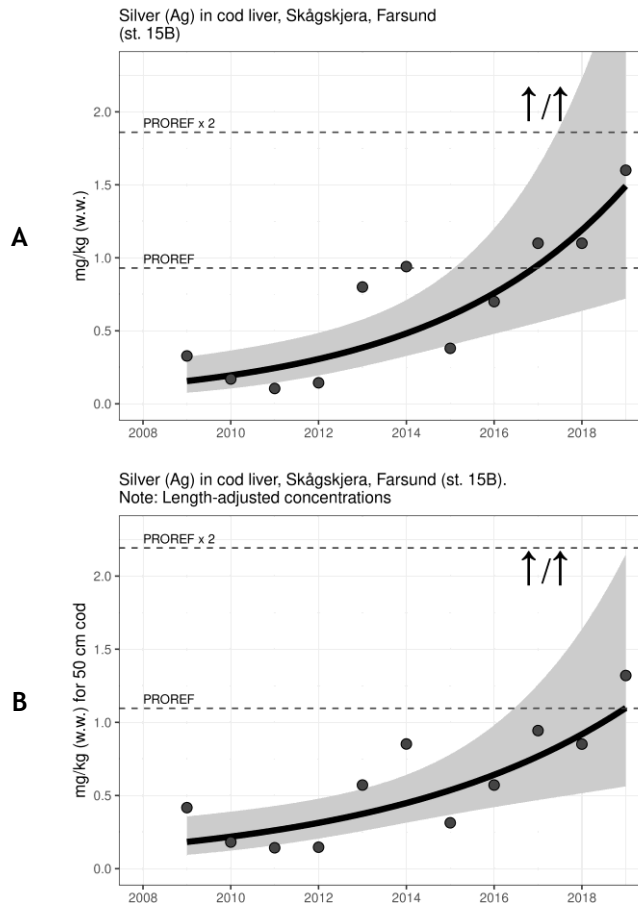 Silver (Ag) in cod liver, Skågskjera, Farsund
(st. 15B)
A
mg/kg (w.w.)
2.0
1.5
1.0
0.5
0.0
PROREF x 2
PROREF
↑/↑
2008 2010 2012 2014 2016 2018
Silver (Ag) in cod liver, Skågskjera, Farsund (st. 15B).
Note: Length-adjusted concentrations
B
mg/kg (w.w.) for 50 cm cod
2.0
1.5
1.0
0.5
0.0
PROREF x 2
↑/↑
PROREF
2008 2010 2012 2014 2016 2018